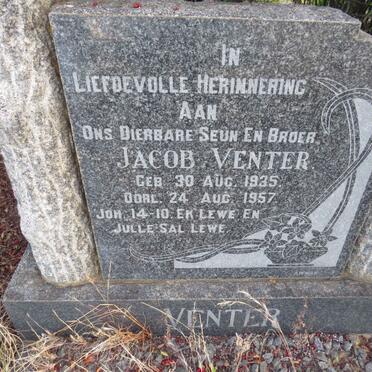 IN
LIEFDEVOLLE HERINNERING
AAN
ONS DIERBARE SEUN EN BROER
JACOB VENTER
GEB. 30 AUG. 1935.
OORL. 24 AUG. 1957.
JOH. 14-10. EK LEWE EN
JULLE SAL LEWE.
VENTER